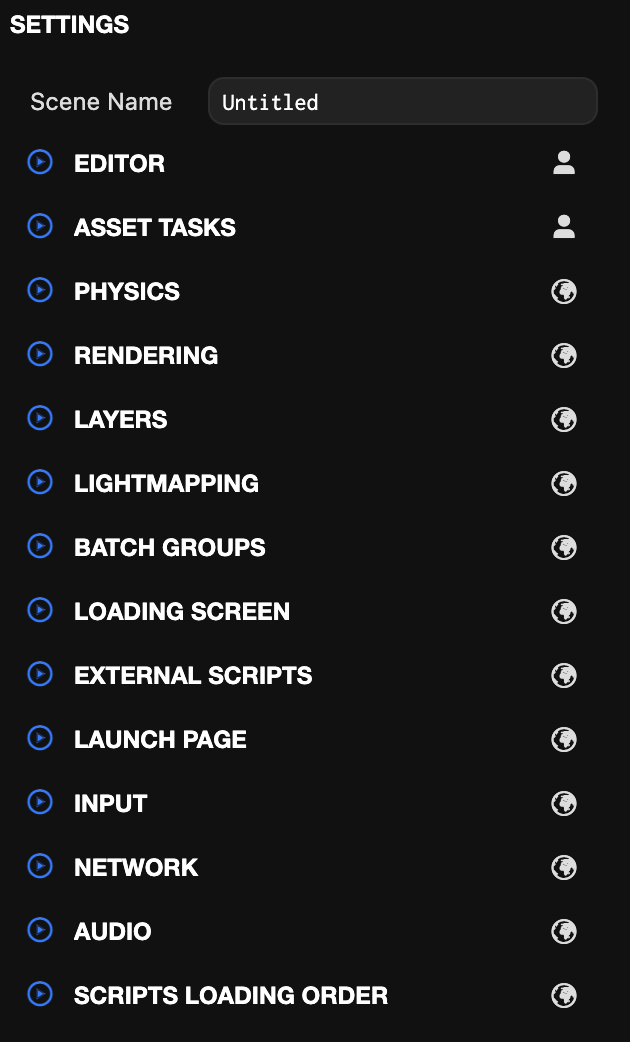 SETTINGS
Scene Name
Untitled
EDITOR
ASSET TASKS
PHYSICS
RENDERING
LAYERS
LIGHTMAPPING
BATCH GROUPS
LOADING SCREEN
EXTERNAL SCRIPTS
LAUNCH PAGE
INPUT
NETWORK
AUDIO
SCRIPTS LOADING ORDER